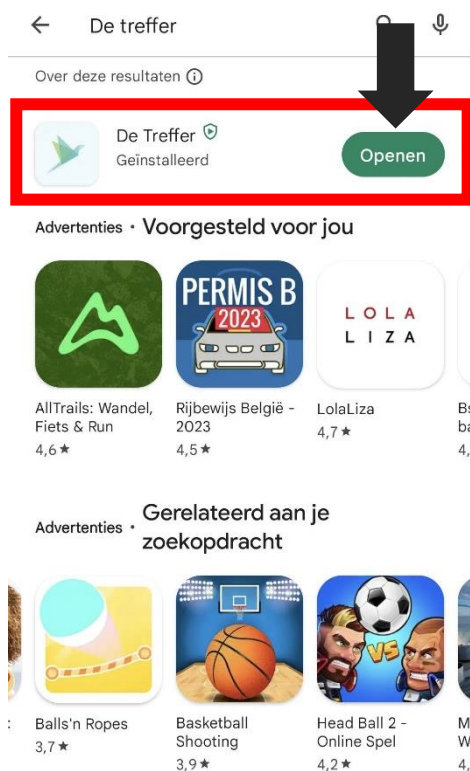 De treffer
Over deze resultaten
De Treffer
Geïnstalleerd
Openen
Advertenties • Voorgesteld voor jou
PERMIS B
2023
LOLA
LIZA
AllTrails: Wandel, Fiets & Run
4,6★
Rijbewijs België - 2023
4,5★
LolaLiza
4,7★
Advertenties • Gerelateerd aan je zoekopdracht
VS
Balls'n Ropes
3,7★
Basketball Shooting
3,9★
Head Ball 2 - Online Spel
4,2★